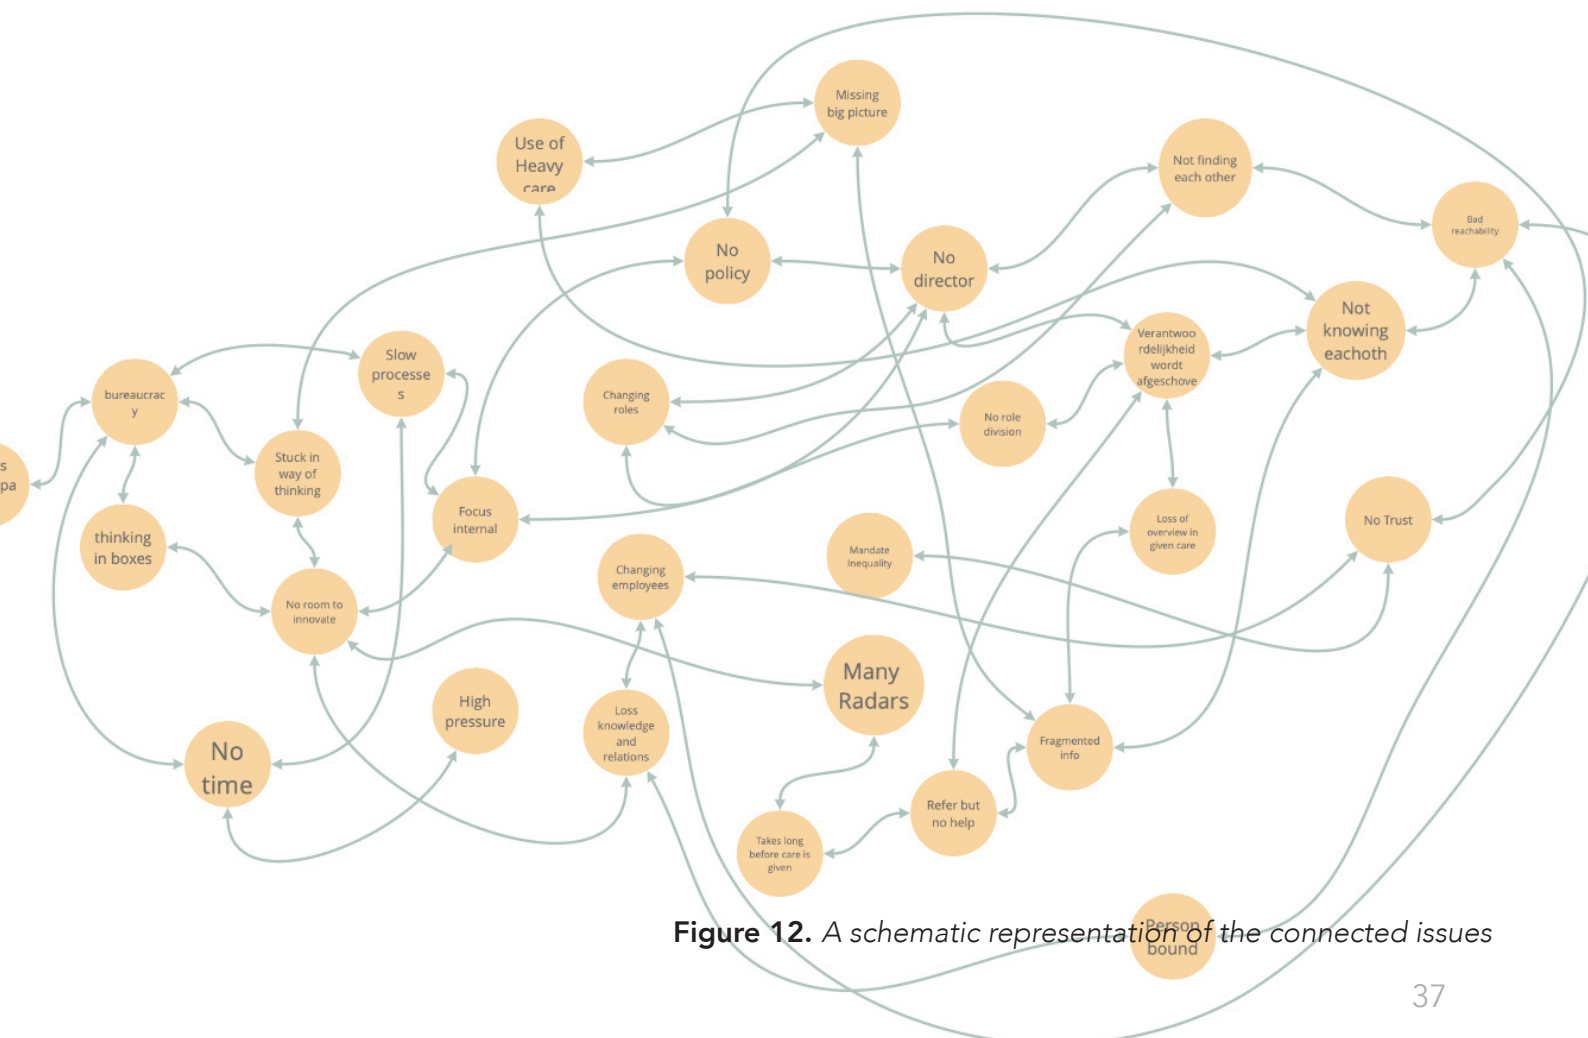 Missing
big picture
Use of
Heavy
care
Not finding
each other
Bad
reachability
No
policy
No
director
Not
knowing
eachoth
Verantwoo
rdelijkheid
wordt
afgeschove
Slow
processe
s
bureaucrac
y
Changing
roles
No role
division
s
pa
Stuck in
way of
thinking
Focus
internal
No Trust
Loss of
overview in
given care
thinking
in boxes
Mandate
Inequality
Changing
employees
No room to
innovate
Many
Radars
High
pressure
Loss
knowledge
and
relations
Fragmented
info
No
time
Refer but
no help
Takes long
before care is
given
Person
bound
Figure 12. A schematic representation of the connected issues
37